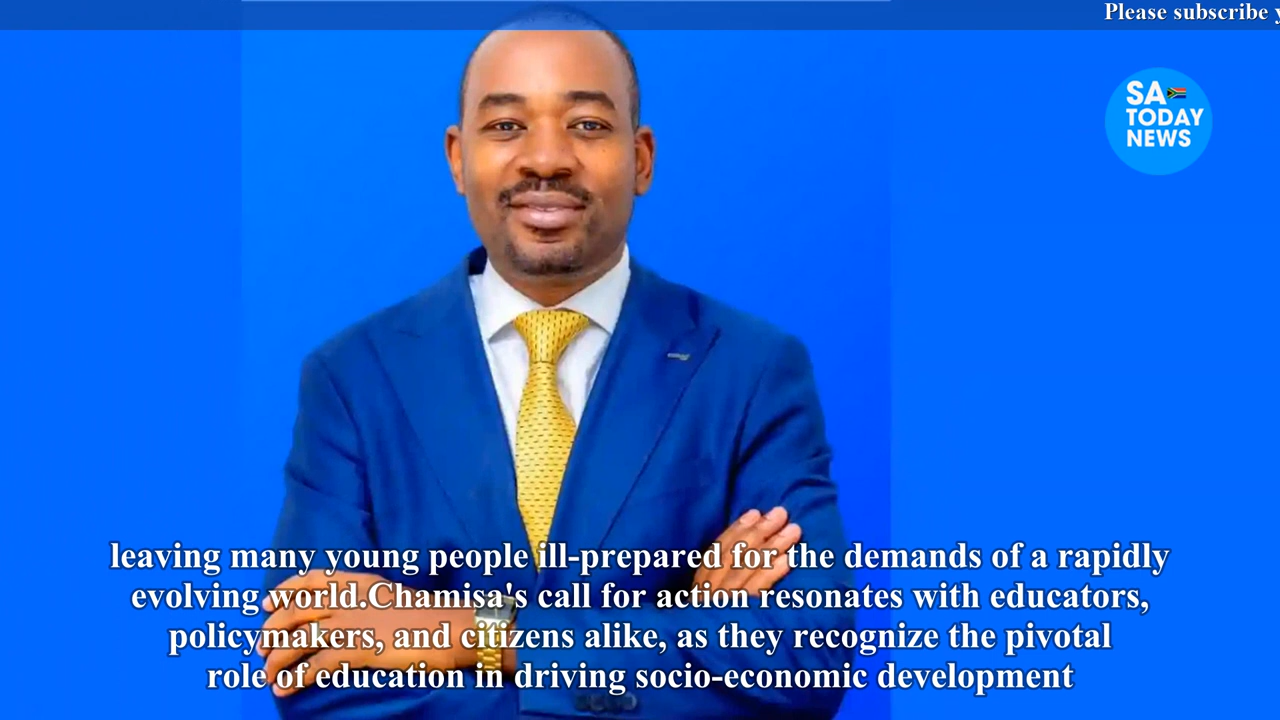 Please subscribe
SA
TODAY
NEWS
leaving many young people ill-prepared for the demands of a rapidly
evolving world.Chamisa's call for action resonates with educators,
policymakers, and citizens alike, as they recognize the pivotal
role of education in driving socio-economic development